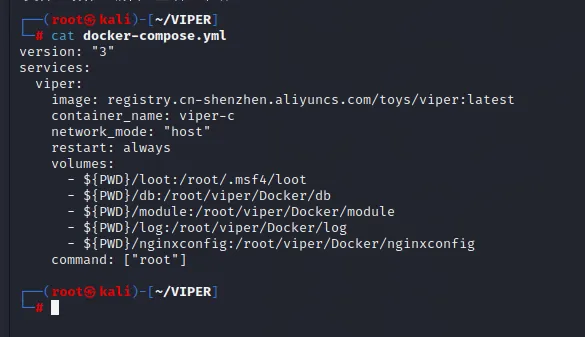 ┌──(root㉿kali)-[~/VIPER]
└─# cat docker-compose.yml
version: "3"
services:
  viper:
    image: registry.cn-shenzhen.aliyuncs.com/toys/viper:latest
    container_name: viper-c
    network_mode: "host"
    restart: always
    volumes:
      - ${PWD}/loot:/root/.msf4/loot
      - ${PWD}/db:/root/viper/Docker/db
      - ${PWD}/module:/root/viper/Docker/module
      - ${PWD}/log:/root/viper/Docker/log
      - ${PWD}/nginxconfig:/root/viper/Docker/nginxconfig
    command: ["root"]
┌──(root㉿kali)-[~/VIPER]
└─#